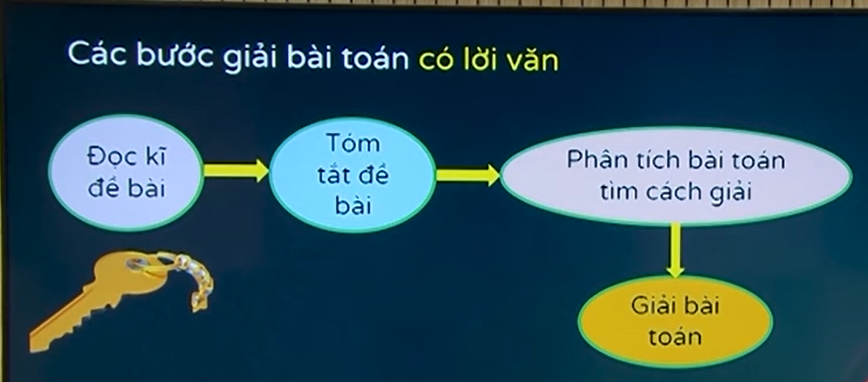 Các bước giải bài toán có lời văn
Đọc kĩ
đề bài
Tóm
tắt đề
bài
Phân tích bài toán
tìm cách giải
Giải bài
toán